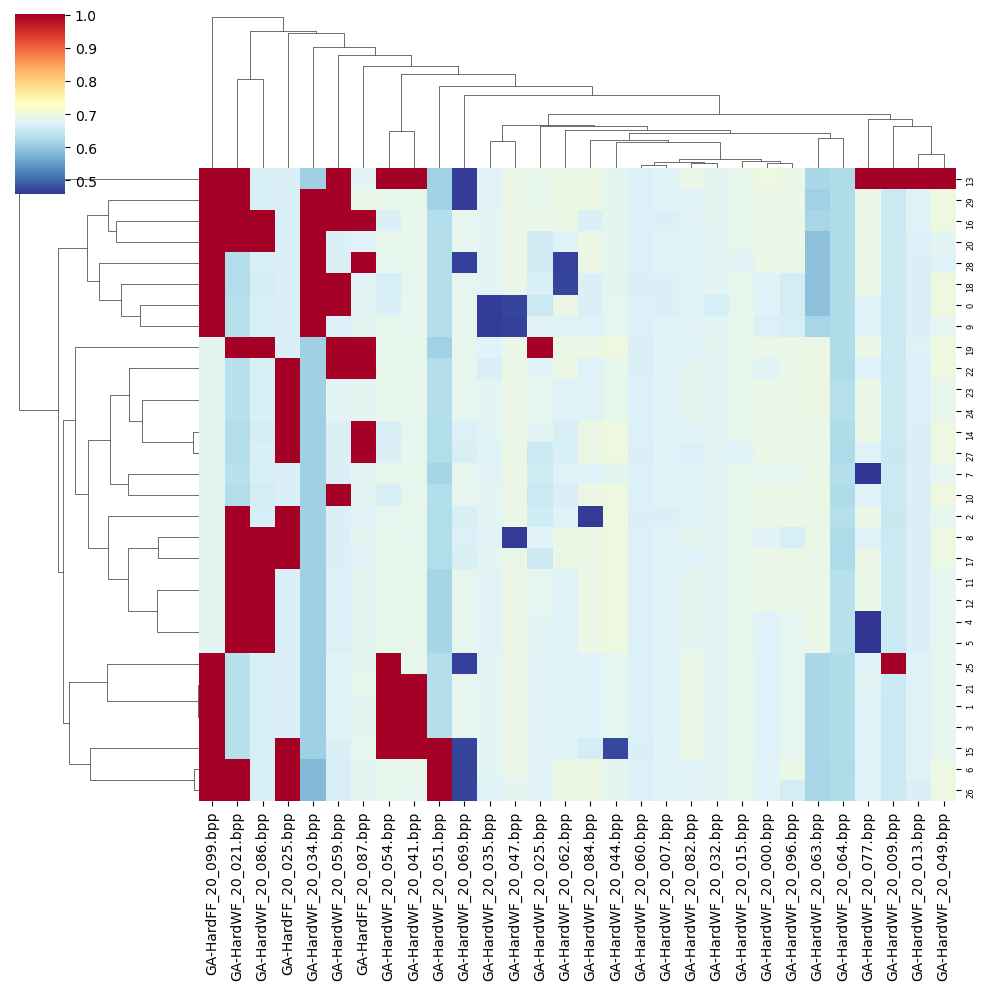 1.0
0.9
0.8
0.7
0.6
0.5
13
29
16
20
28
18
0
9
19
22
23
24
14
27
7
10
2
8
17
11
12
4
5
25
21
1
3
15
6
26
GA-HardFF_20_099.bpp
GA-HardWF_20_021.bpp
GA-HardWF_20_086.bpp
GA-HardFF_20_025.bpp
GA-HardWF_20_034.bpp
GA-HardWF_20_059.bpp
GA-HardFF_20_087.bpp
GA-HardWF_20_054.bpp
GA-HardWF_20_041.bpp
GA-HardWF_20_051.bpp
GA-HardWF_20_069.bpp
GA-HardWF_20_035.bpp
GA-HardWF_20_047.bpp
GA-HardWF_20_025.bpp
GA-HardWF_20_062.bpp
GA-HardWF_20_084.bpp
GA-HardWF_20_044.bpp
GA-HardWF_20_060.bpp
GA-HardWF_20_007.bpp
GA-HardWF_20_082.bpp
GA-HardWF_20_032.bpp
GA-HardWF_20_015.bpp
GA-HardWF_20_000.bpp
GA-HardWF_20_096.bpp
GA-HardWF_20_063.bpp
GA-HardWF_20_064.bpp
GA-HardWF_20_077.bpp
GA-HardWF_20_009.bpp
GA-HardWF_20_013.bpp
GA-HardWF_20_049.bpp